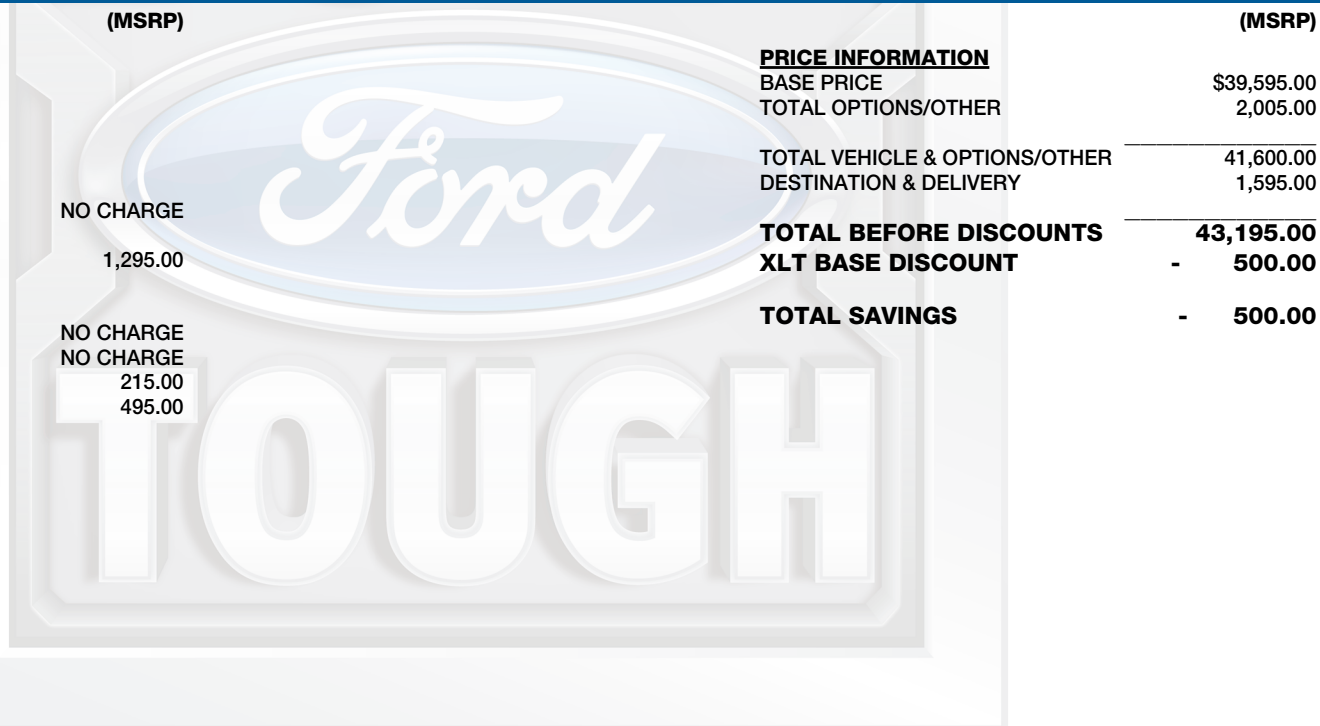 (MSRP)
NO CHARGE
1,295.00
NO CHARGE
NO CHARGE
215.00
495.00
(MSRP)
PRICE INFORMATION
BASE PRICE $39,595.00
TOTAL OPTIONS/OTHER 2,005.00
TOTAL VEHICLE & OPTIONS/OTHER 41,600.00
DESTINATION & DELIVERY 1,595.00
TOTAL BEFORE DISCOUNTS 43,195.00
XLT BASE DISCOUNT - 500.00
TOTAL SAVINGS - 500.00
Ford
TOUGH